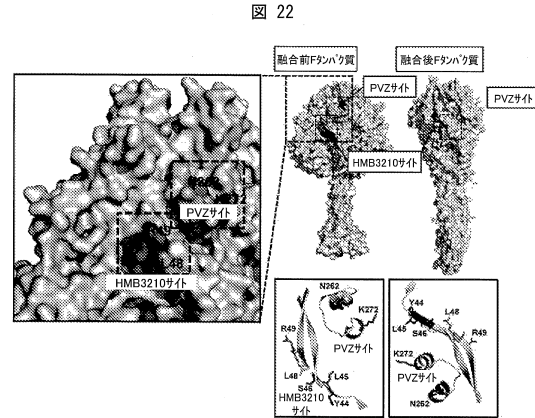 図 22
融合前Fタンパク質
融合後Fタンパク質
PVZサイト
PVZサイト
HMB3210サイト
PVZサイト
48
HMB3210サイト
N262
K272
PVZサイト
R49
L48
S46
L45
Y44
HMB3210
サイト
Y44
L45
S46
L48
R49
K272
PVZサイト
N262